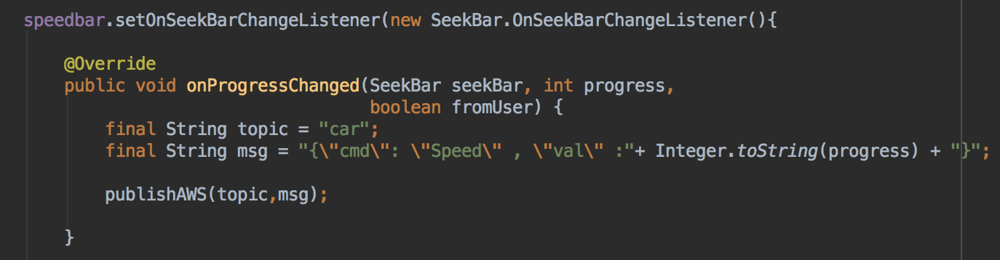 speedbar.setOnSeekBarChangeListener(new SeekBar.OnSeekBarChangeListener(){
@Override
public void onProgressChanged(SeekBar seekBar, int progress,
boolean fromUser) {
final String topic = "car";
final String msg = "{\"cmd\": \"Speed\" , \"val\" :"+ Integer.toString(progress) + "}";
publishAWS(topic,msg);
}